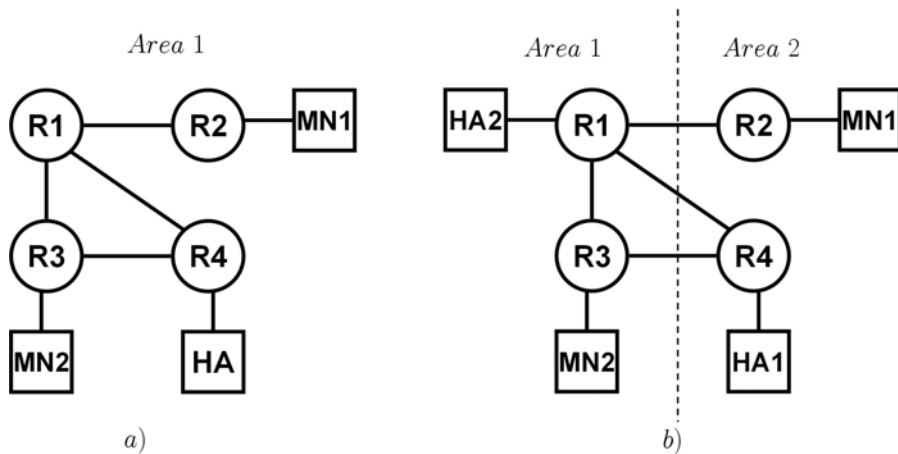 Area 1
R1 R2 MN1
R3 R4
MN2 HA
a)
Area 1 Area 2
HA2 R1 R2 MN1
R3 R4
MN2 HA1
b)